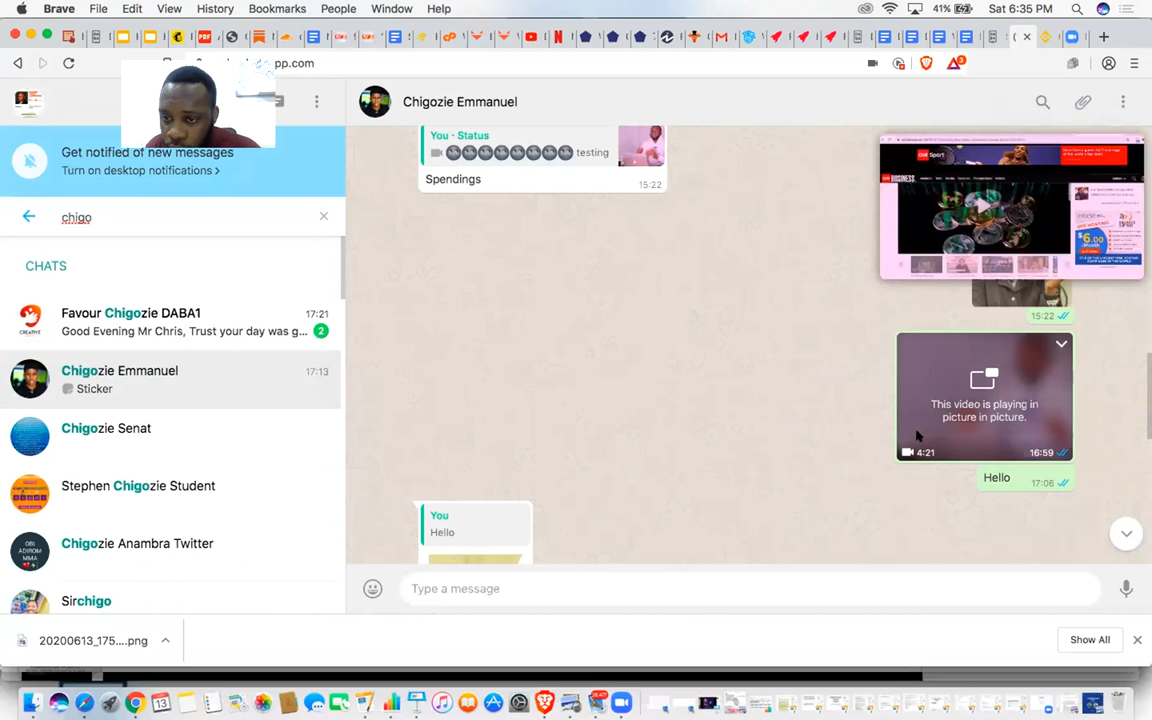 Brave File Edit View History Bookmarks People Window Help
41% Sat 6:35 PM
pp.com
Get notified of new messages
Turn on desktop notifications >
chigo
CHATS
Favour Chigozie DABA1 17:21
Good Evening Mr Chris, Trust your day was g... 2
Chigozie Emmanuel 17:13
Sticker
Chigozie Senat
Stephen Chigozie Student
Chigozie Anambra Twitter
Sirchigo
Chigozie Emmanuel
You · Status
testing
Spendings
15:22
Sport
BUSINESS
$6.00
15:22
This video is playing in
picture in picture.
4:21 16:59
Hello 17:06
You
Hello
Type a message
20200613_175....png
Show All